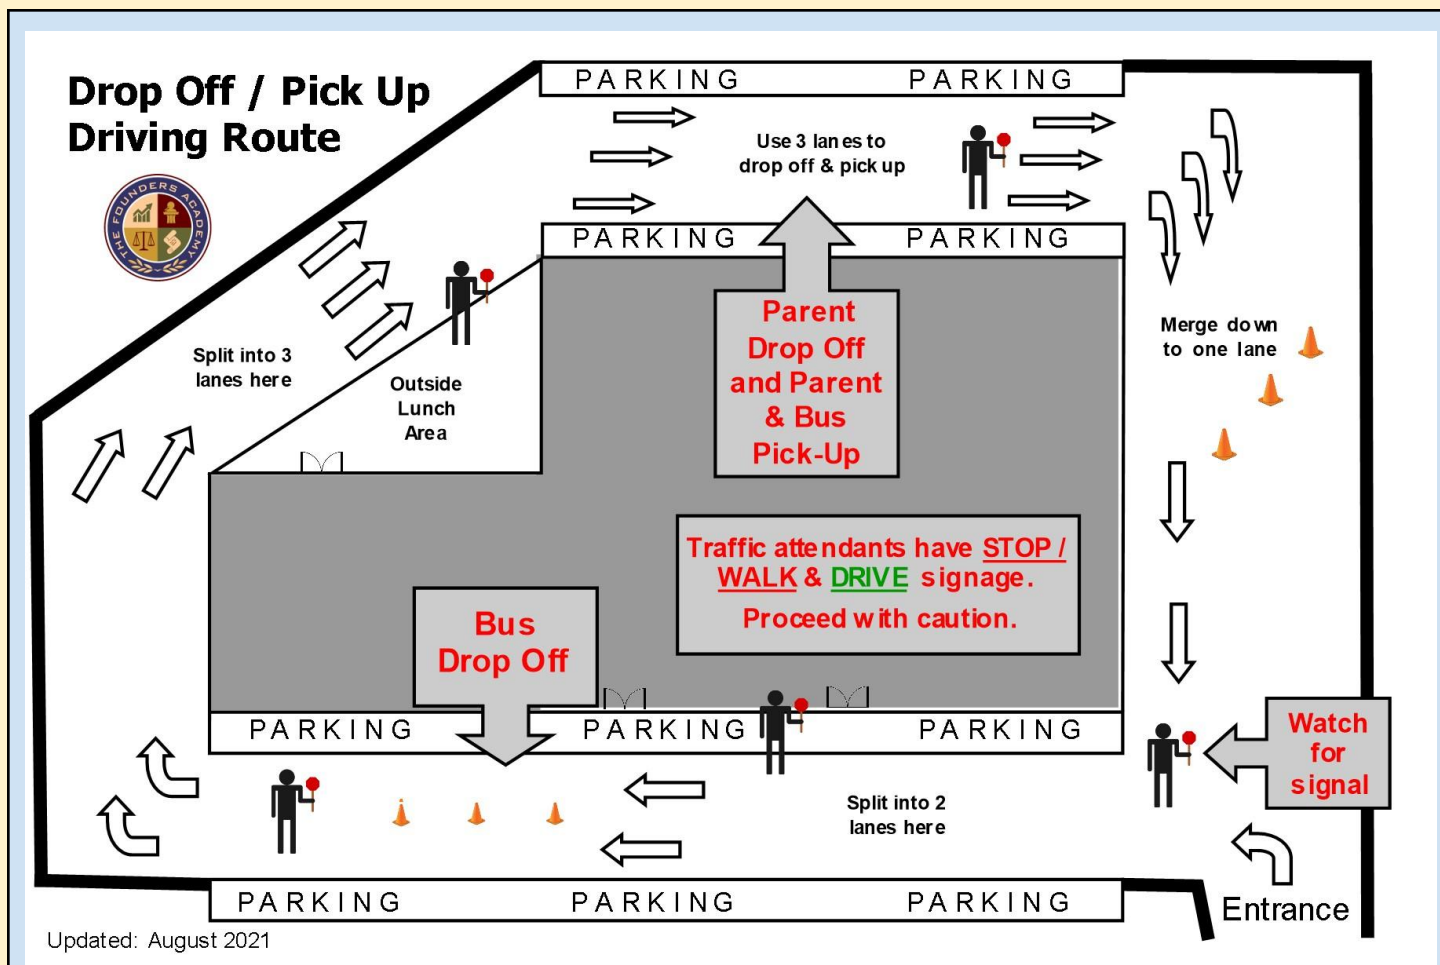 Drop Off / Pick Up
Driving Route
THE FOUNDERS ACADEMY
PARKING PARKING
Use 3 lanes to
drop off & pick up
PARKING PARKING
Split into 3
lanes here
Outside
Lunch
Area
Parent
Drop Off
and Parent
& Bus
Pick-Up
Merge down
to one lane
Traffic attendants have STOP /
WALK & DRIVE signage.
Proceed with caution.
Bus
Drop Off
PARKING PARKING PARKING
Watch
for
signal
Split into 2
lanes here
PARKING PARKING PARKING
Entrance
Updated: August 2021